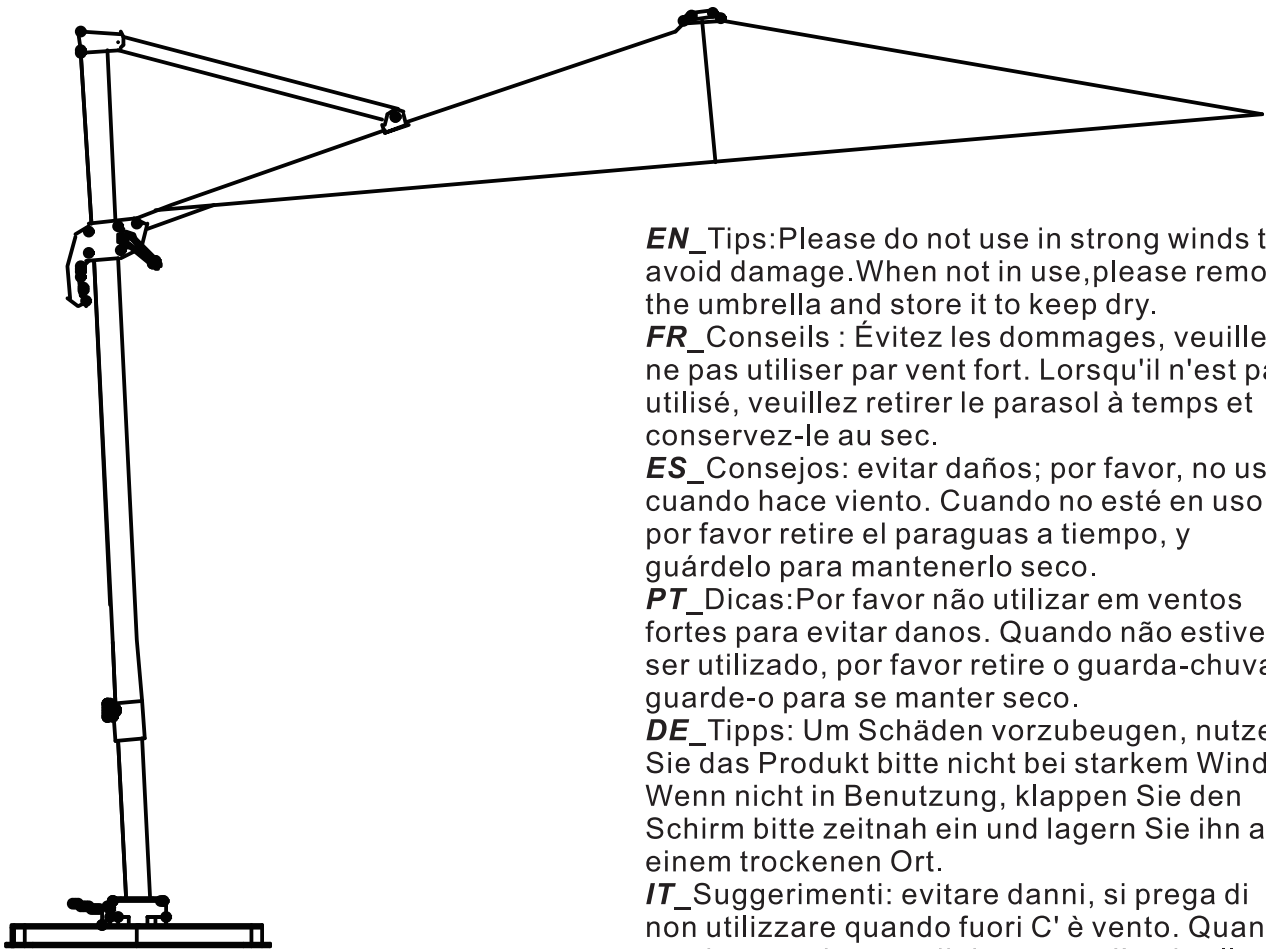 EN_Tips:Please do not use in strong winds t
avoid damage.When not in use,please remo
the umbrella and store it to keep dry.
FR_Conseils : Évitez les dommages, veuille
ne pas utiliser par vent fort. Lorsqu'il n'est pa
utilisé, veuillez retirer le parasol à temps et
conservez-le au sec.
ES_Consejos: evitar daños; por favor, no us
cuando hace viento. Cuando no esté en uso
por favor retire el paraguas a tiempo, y
guárdelo para mantenerlo seco.
PT_Dicas:Por favor não utilizar em ventos
fortes para evitar danos. Quando não estive
ser utilizado, por favor retire o guarda-chuva
guarde-o para se manter seco.
DE_Tipps: Um Schäden vorzubeugen, nutze
Sie das Produkt bitte nicht bei starkem Wind
Wenn nicht in Benutzung, klappen Sie den
Schirm bitte zeitnah ein und lagern Sie ihn a
einem trockenen Ort.
IT_Suggerimenti: evitare danni, si prega di
non utilizzare quando fuori C' è vento. Quan